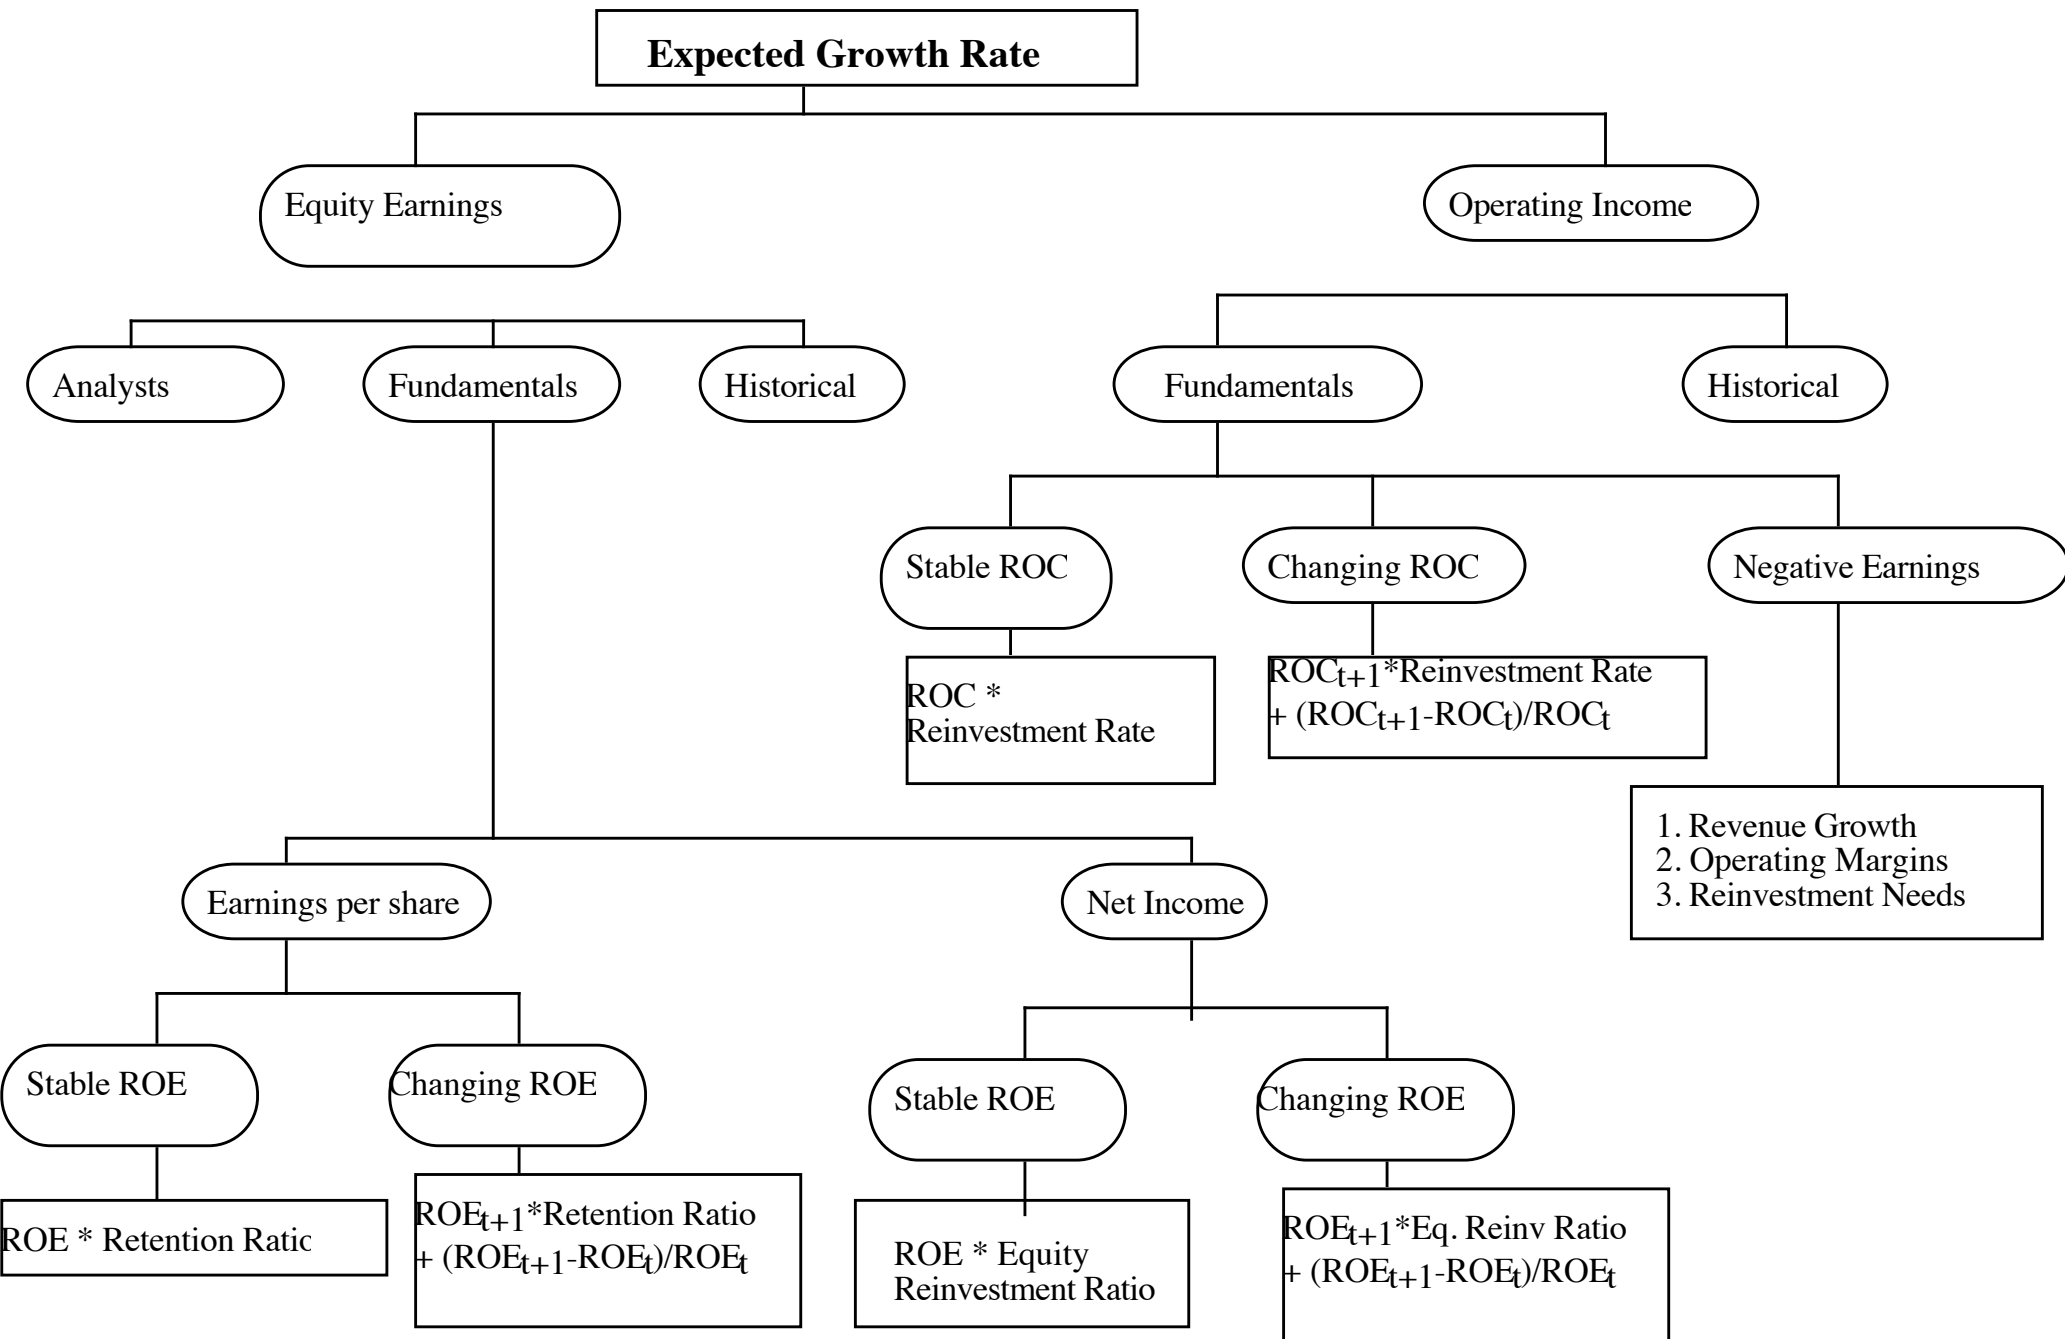 Expected Growth Rate
Equity Earnings
Operating Income
Analysts
Fundamentals
Historical
Fundamentals
Historical
Stable ROC
Changing ROC
Negative Earnings
ROC *
Reinvestment Rate
ROCt+1*Reinvestment Rate
+ (ROCt+1-ROCt)/ROCt
1. Revenue Growth
2. Operating Margins
3. Reinvestment Needs
Earnings per share
Net Income
Stable ROE
Changing ROE
Stable ROE
Changing ROE
ROE * Retention Ratio
ROEt+1*Retention Ratio
+ (ROEt+1-ROEt)/ROEt
ROE * Equity
Reinvestment Ratio
ROEt+1*Eq. Reinv Ratio
+ (ROEt+1-ROEt)/ROEt